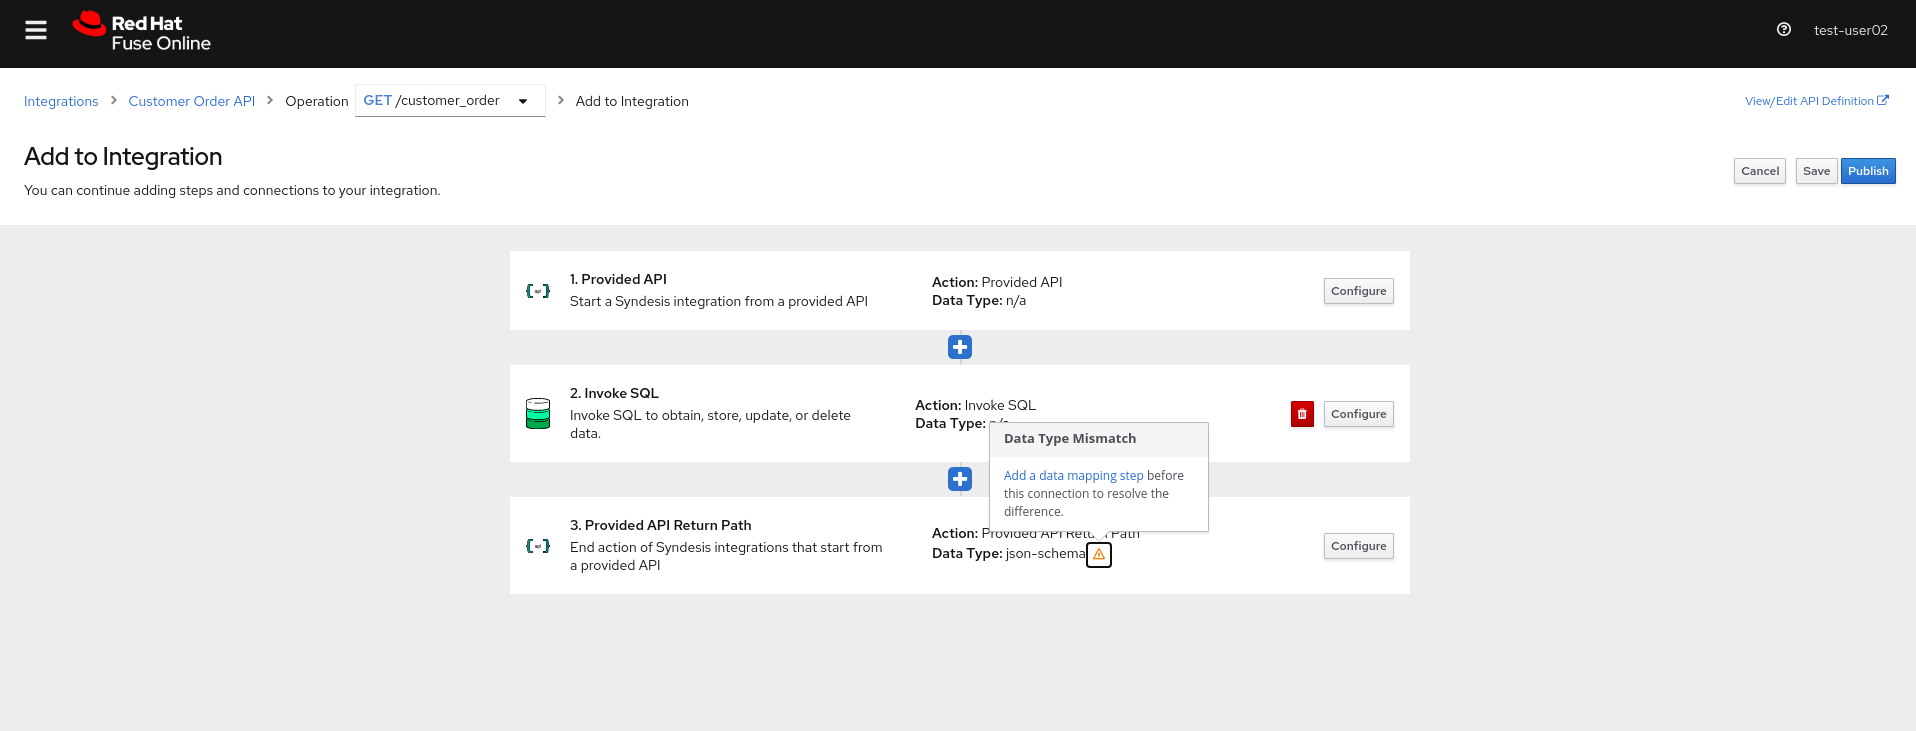 Red Hat
Fuse Online
test-user02
Integrations > Customer Order API > Operation GET /customer_order > Add to Integration
View/Edit API Definition
Add to Integration
You can continue adding steps and connections to your integration.
Cancel
Save
Publish
1. Provided API
Start a Syndesis integration from a provided API
Action: Provided API
Data Type: n/a
Configure
2. Invoke SQL
Invoke SQL to obtain, store, update, or delete
data.
Action: Invoke SQL
Data Type:
Configure
Data Type Mismatch
Add a data mapping step before
this connection to resolve the
difference.
3. Provided API Return Path
End action of Syndesis integrations that start from
a provided API
Action: Provided API Return Path
Data Type: json-schema
Configure